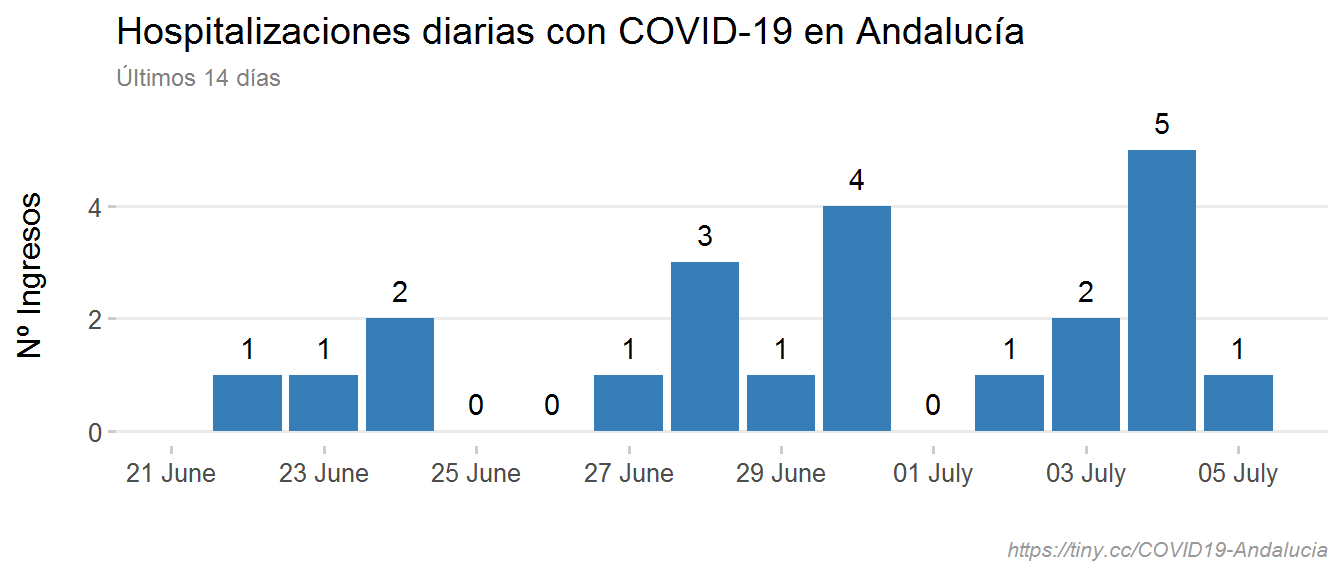 Hospitalizaciones diarias con COVID-19 en Andalucía
Últimos 14 días
Nº Ingresos
5
4
4
3
2
2
2
1
1
1
1
1
1
0
0
0
0
21 June
23 June
25 June
27 June
29 June
01 July
03 July
05 July
https://tiny.cc/COVID19-Andalucia